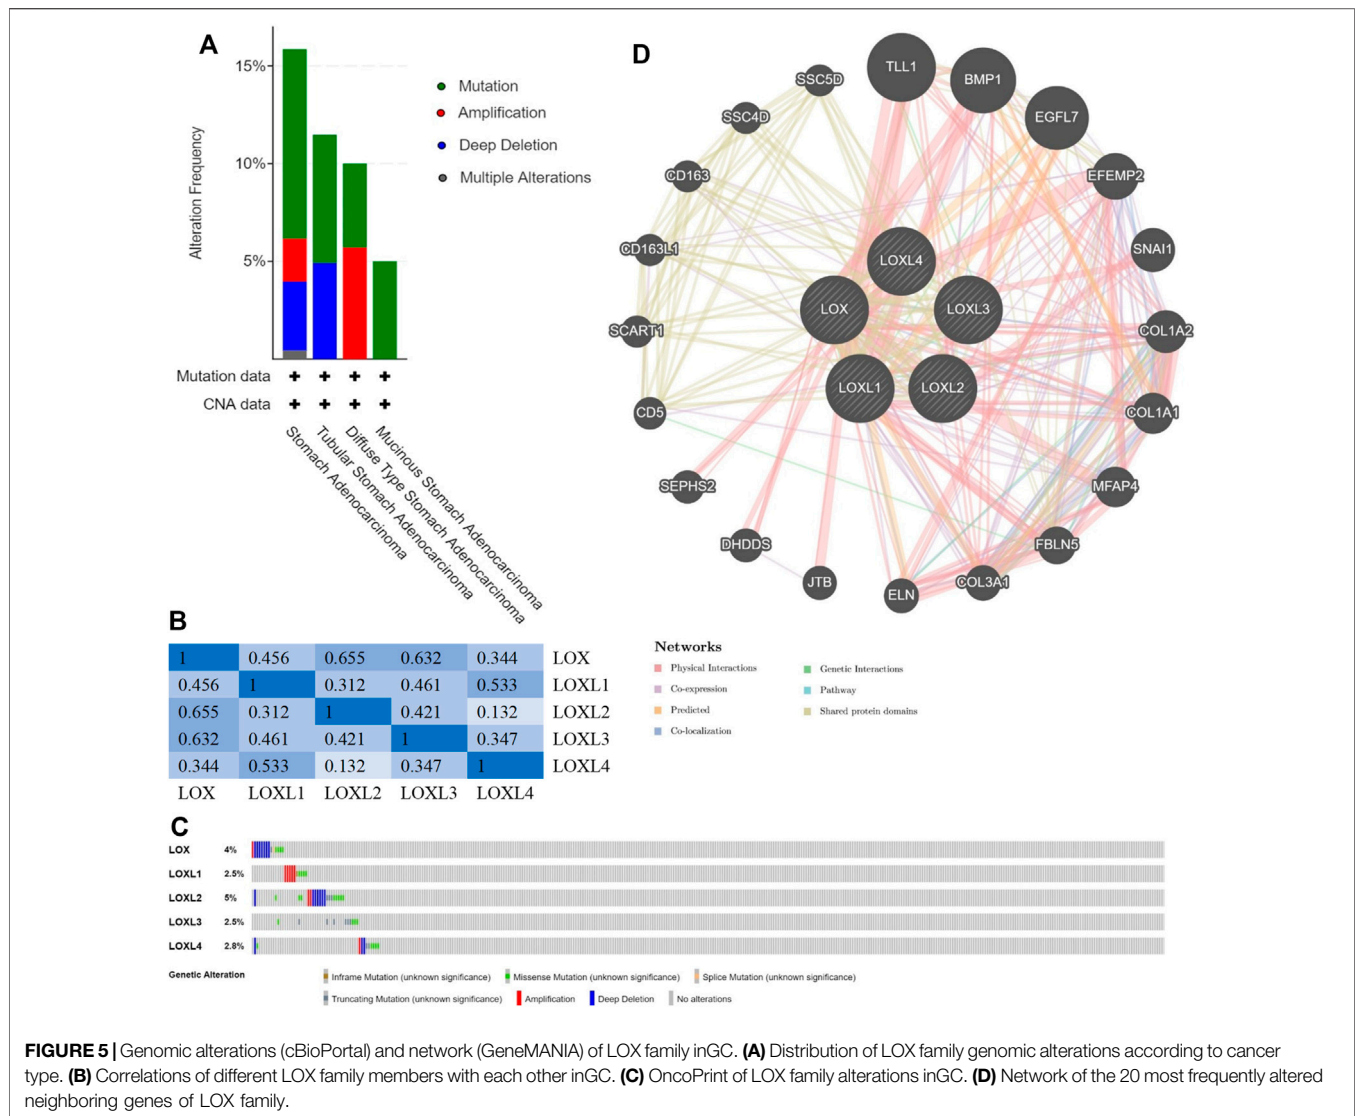 A
15%
10%
5%
Alteration Frequency
Mutation
Amplification
Deep Deletion
Multiple Alterations
Mutation data + + + +
CNA data + + + +
Stomach Adenocarcinoma
Tubular Stomach Adenocarcinoma
Diffuse Type Stomach Adenocarcinoma
Mucinous Stomach Adenocarcinoma
D
TLL1
BMP1
EGFL7
EFEMP2
SNAI1
COL1A2
COL1A1
MFAP4
FBLN5
COL3A1
ELN
JTB
DHDDS
SEPHS2
CD5
SCART1
CD163L1
CD163
SSC4D
SSC5D
LOXL4
LOX
LOXL3
LOXL1
LOXL2
Networks
Physical Interactions
Co-expression
Predicted
Co-localization
Genetic Interactions
Pathway
Shared protein domains
B
1 0.456 0.655 0.632 0.344 LOX
0.456 1 0.312 0.461 0.533 LOXL1
0.655 0.312 1 0.421 0.132 LOXL2
0.632 0.461 0.421 1 0.347 LOXL3
0.344 0.533 0.132 0.347 1 LOXL4
LOX LOXL1 LOXL2 LOXL3 LOXL4
C
LOX 4%
LOXL1 2.5%
LOXL2 5%
LOXL3 2.5%
LOXL4 2.8%
Genetic Alteration
Inframe Mutation (unknown significance) Missense Mutation (unknown significance) Splice Mutation (unknown significance)
Truncating Mutation (unknown significance) Amplification Deep Deletion No alterations
FIGURE 5 | Genomic alterations (cBioPortal) and network (GeneMANIA) of LOX family inGC. (A) Distribution of LOX family genomic alterations according to cancer
type. (B) Correlations of different LOX family members with each other inGC. (C) OncoPrint of LOX family alterations inGC. (D) Network of the 20 most frequently altered
neighboring genes of LOX family.